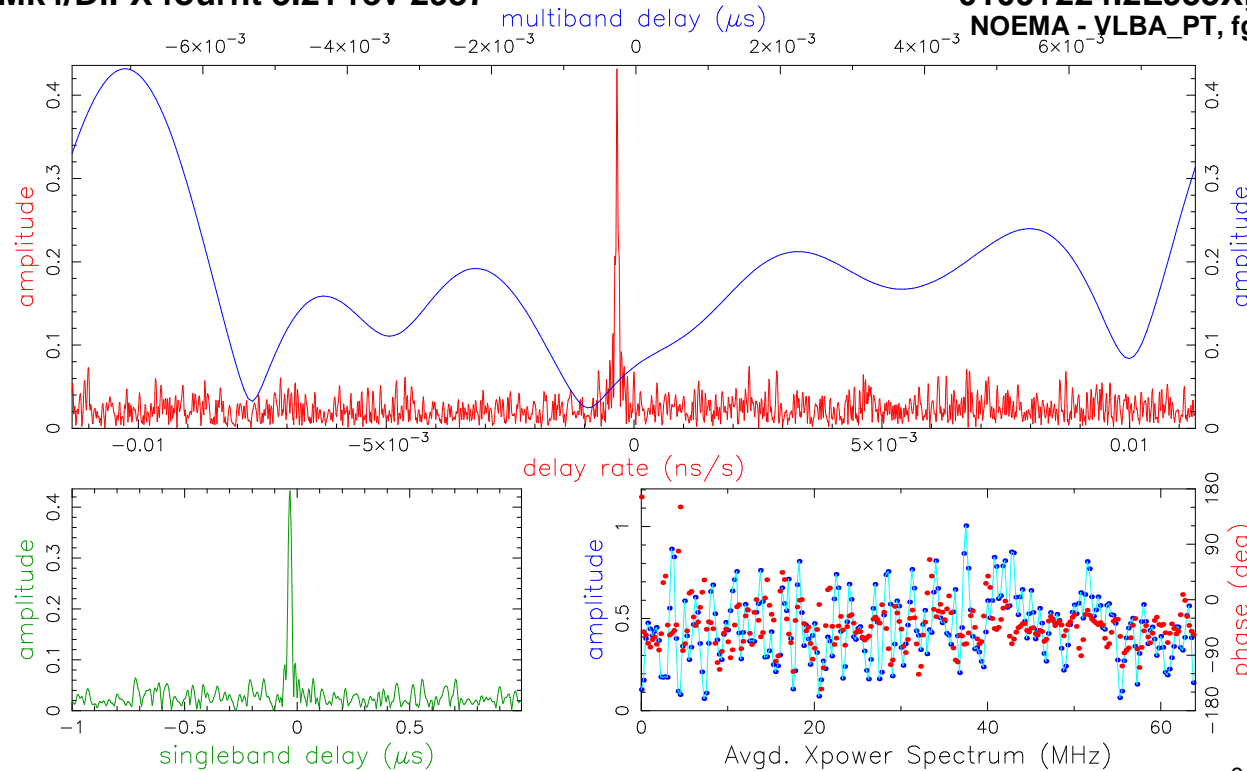 multiband delay (μs)
NOEMA - VLBA_PT, fg
−6×10⁻³ −4×10⁻³ −2×10⁻³ 0 2×10⁻³ 4×10⁻³ 6×10⁻³
amplitude
0 0.1 0.2 0.3 0.4
0 0.1 0.2 0.3 0.4
amplitude
−0.01 −5×10⁻³ 0 5×10⁻³ 0.01
delay rate (ns/s)
amplitude
0 0.1 0.2 0.3 0.4
−1 −0.5 0 0.5
singleband delay (μs)
amplitude
0 0.5 1
−180 −90 0 90 180
phase (deg)
0 20 40 60
Avgd. Xpower Spectrum (MHz)